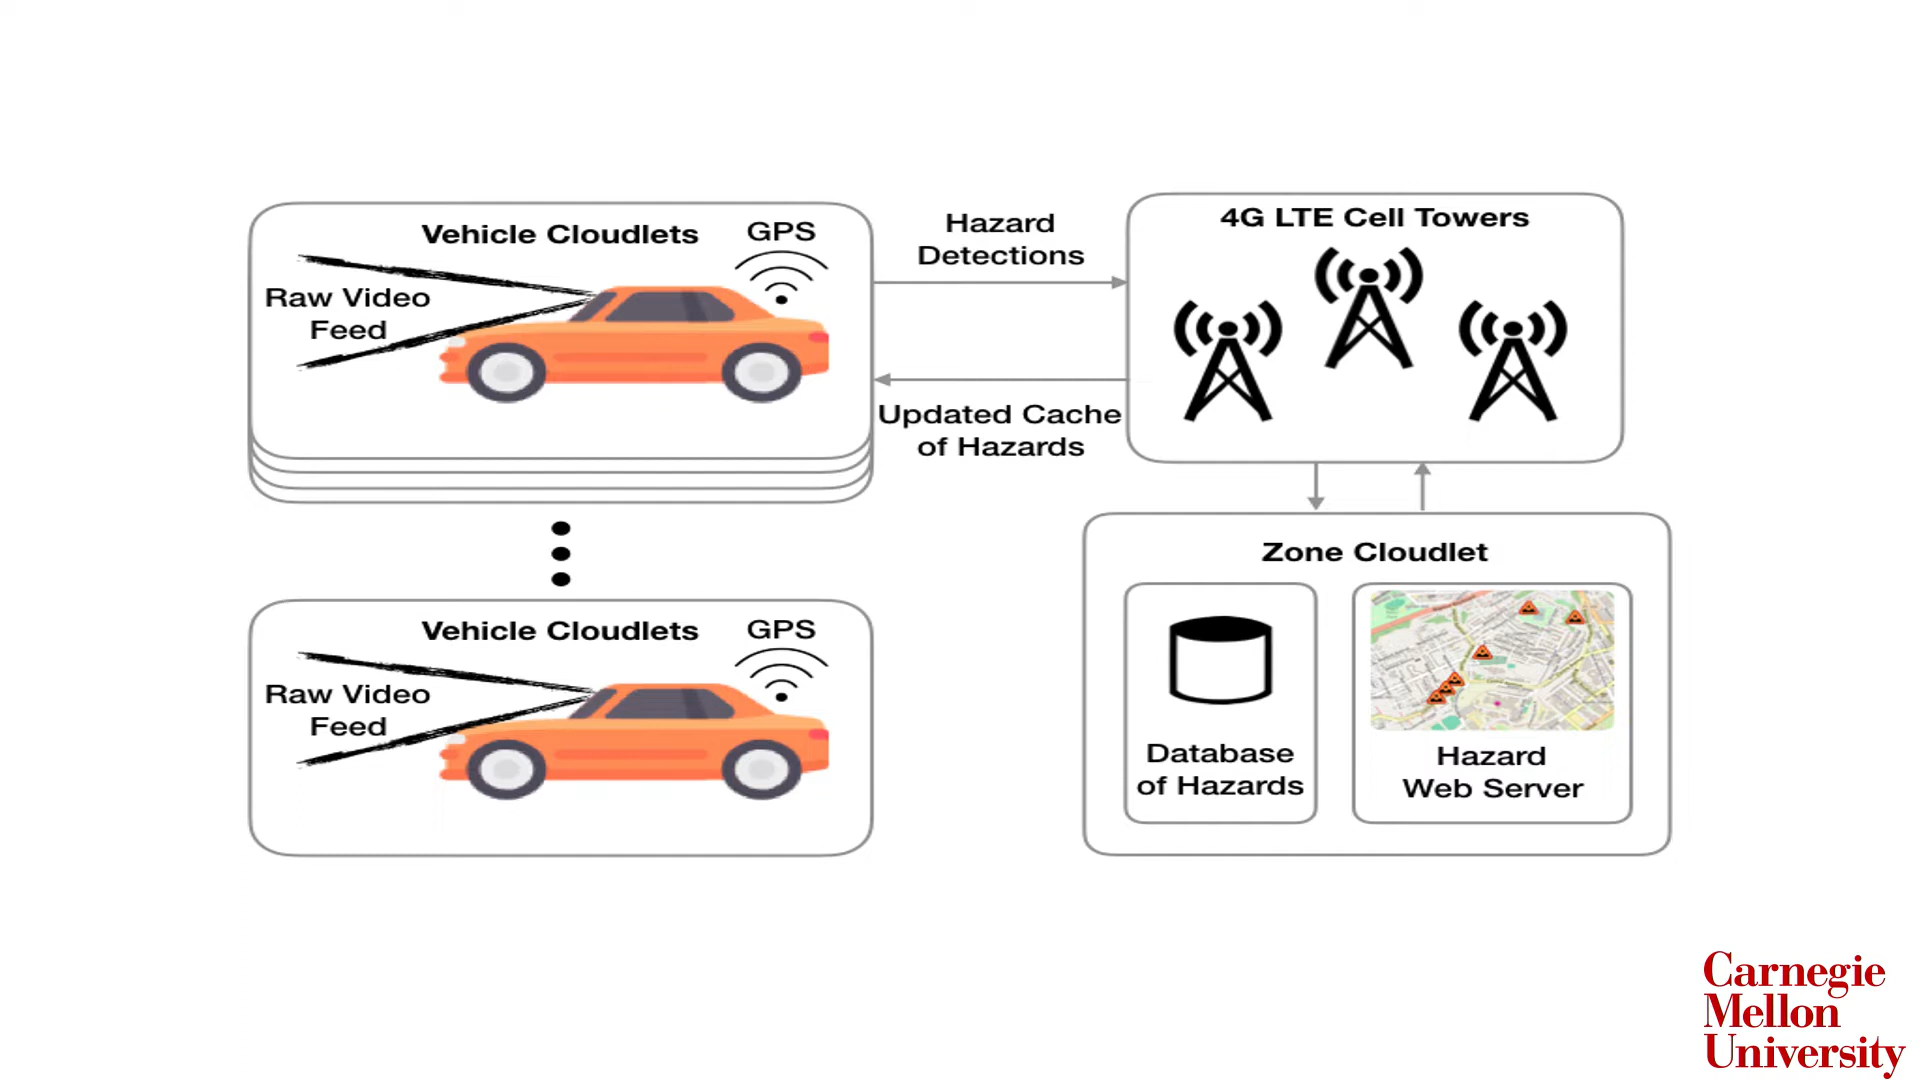 Vehicle Cloudlets
GPS
Raw Video
Feed
Hazard
Detections
Updated Cache
of Hazards
4G LTE Cell Towers
Vehicle Cloudlets
GPS
Raw Video
Feed
Zone Cloudlet
Database
of Hazards
Hazard
Web Server
Carnegie
Mellon
University